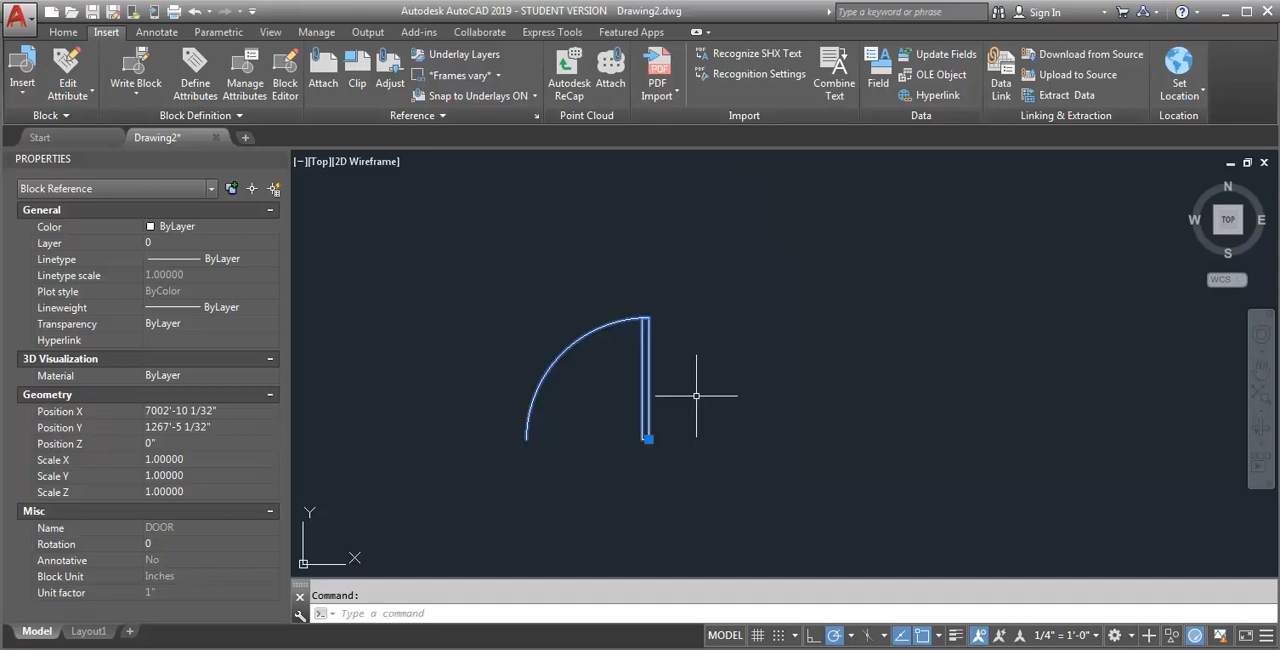 Autodesk AutoCAD 2019 - STUDENT VERSION Drawing2.dwg
Type a keyword or phrase
Sign In
Home Insert Annotate Parametric View Manage Output Add-ins Collaborate Express Tools Featured Apps
Insert
Edit Attribute
Write Block
Define Attributes
Manage Attributes
Block Editor
Attach
Clip
Adjust
Underlay Layers
*Frames vary*
Snap to Underlays ON
Autodesk ReCap
Attach
PDF
PDF Import
Recognize SHX Text
Recognition Settings
Combine Text
Field
Update Fields
OLE Object
Hyperlink
Data Link
Download from Source
Upload to Source
Extract Data
Set Location
Block
Block Definition
Reference
Point Cloud
Import
Data
Linking & Extraction
Location
Start
Drawing2*
PROPERTIES
[−][Top][2D Wireframe]
Block Reference
General
Color ByLayer
Layer 0
Linetype ByLayer
Linetype scale 1.00000
Plot style ByColor
Lineweight ByLayer
Transparency ByLayer
Hyperlink
3D Visualization
Material ByLayer
Geometry
Position X 7002'-10 1/32"
Position Y 1267'-5 1/32"
Position Z 0"
Scale X 1.00000
Scale Y 1.00000
Scale Z 1.00000
Misc
Name DOOR
Rotation 0
Annotative No
Block Unit Inches
Unit factor 1"
N
W TOP E
S
WCS
Y
X
Command:
Type a command
Model Layout1
MODEL
1/4" = 1'-0"